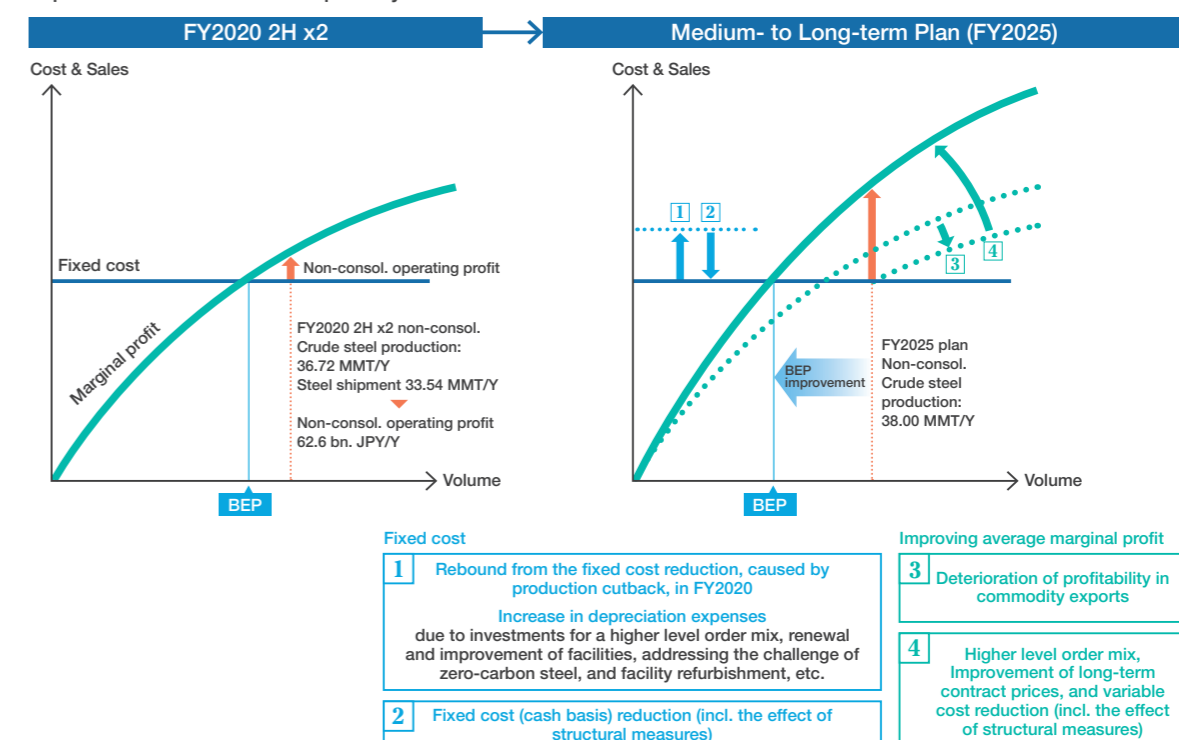 FY2020 2H x2
Medium- to Long-term Plan (FY2025)
Cost & Sales
Fixed cost
Non-consol. operating profit
Marginal profit
FY2020 2H x2 non-consol.
Crude steel production:
36.72 MMT/Y
Steel shipment 33.54 MMT/Y
Non-consol. operating profit
62.6 bn. JPY/Y
Volume
BEP
Cost & Sales
1 2
3
4
BEP
improvement
FY2025 plan
Non-consol.
Crude steel
production:
38.00 MMT/Y
Volume
BEP
Fixed cost
1 Rebound from the fixed cost reduction, caused by
production cutback, in FY2020
Increase in depreciation expenses
due to investments for a higher level order mix, renewal
and improvement of facilities, addressing the challenge of
zero-carbon steel, and facility refurbishment, etc.
2 Fixed cost (cash basis) reduction (incl. the effect of
structural measures)
Improving average marginal profit
3 Deterioration of profitability in
commodity exports
4 Higher level order mix,
Improvement of long-term
contract prices, and variable
cost reduction (incl. the effect
of structural measures)